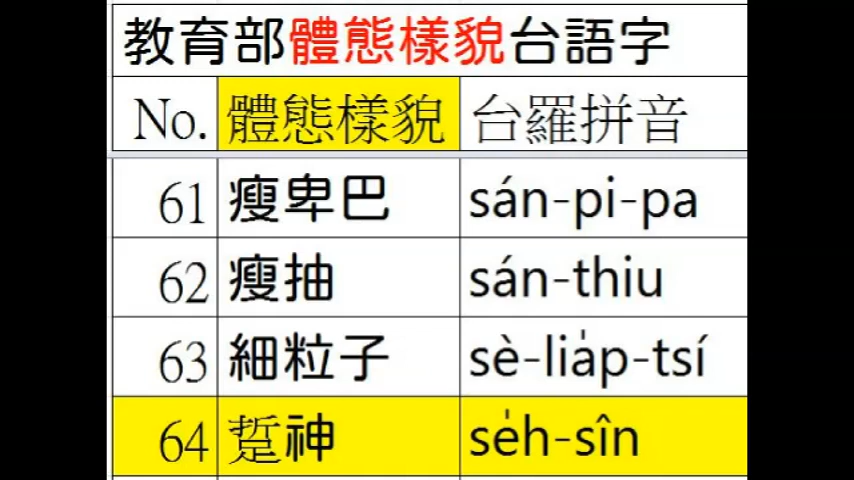 教育部體態樣貌台語字
No. 體態樣貌 台羅拼音
61 瘦卑巴 sán-pi-pa
62 瘦抽 sán-thiu
63 細粒子 sè-lia̍p-tsí
64 踅神 se̍h-sîn